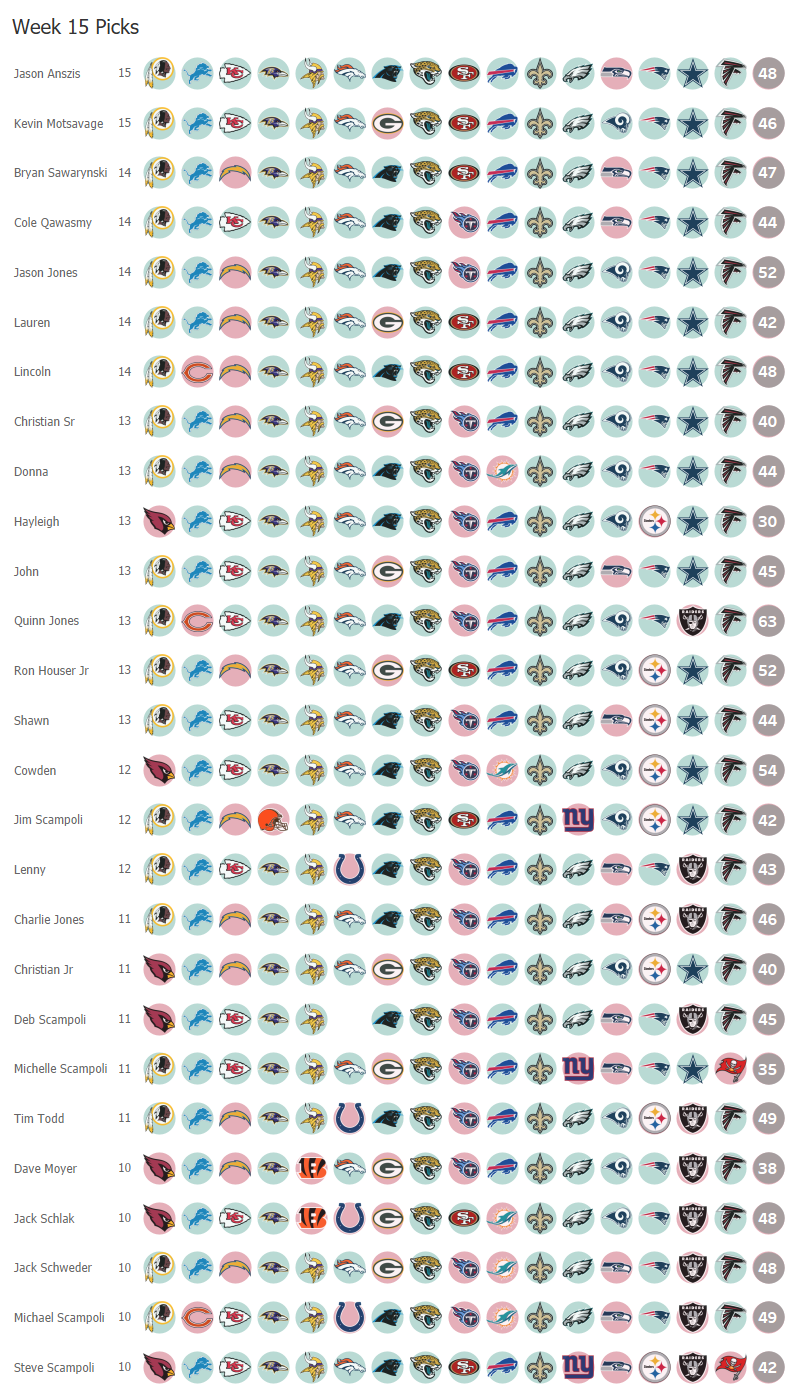 Week 15 Picks
Jason Anszis 15 48
Kevin Motsavage 15 46
Bryan Sawarynski 14 47
Cole Qawasmy 14 44
Jason Jones 14 52
Lauren 14 42
Lincoln 14 48
Christian Sr 13 40
Donna 13 44
Hayleigh 13 30
John 13 45
Quinn Jones 13 63
Ron Houser Jr 13 52
Shawn 13 44
Cowden 12 54
Jim Scampoli 12 42
Lenny 12 43
Charlie Jones 11 46
Christian Jr 11 40
Deb Scampoli 11 45
Michelle Scampoli 11 35
Tim Todd 11 49
Dave Moyer 10 38
Jack Schlak 10 48
Jack Schweder 10 48
Michael Scampoli 10 49
Steve Scampoli 10 42